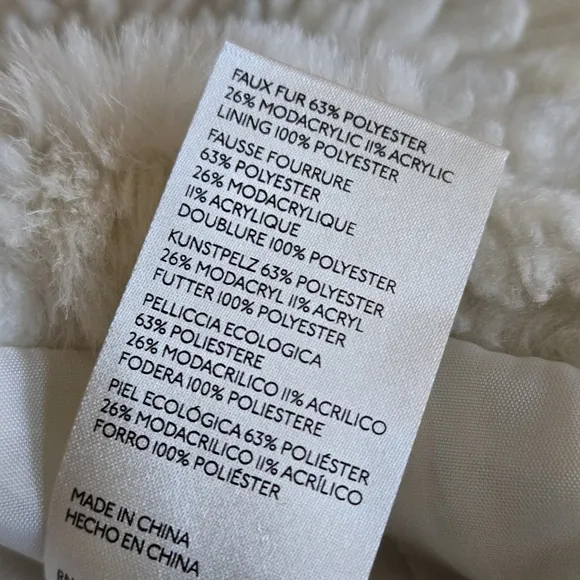 FAUX FUR 63% POLYESTER
26% MODACRYLIC 11% ACRYLIC
LINING 100% POLYESTER
FAUSSE FOURRURE
63% POLYESTER
26% MODACRYLIQUE
11% ACRYLIQUE
DOUBLURE 100% POLYESTER
KUNSTPELZ 63% POLYESTER
26% MODACRYL 11% ACRYL
FUTTER 100% POLYESTER
PELLICCIA ECOLOGICA
63% POLIESTERE
26% MODACRILICO 11% ACRILICO
FODERA 100% POLIESTERE
PIEL ECOLÓGICA 63% POLIÉSTER
26% MODACRILICO 11% ACRÍLICO
FORRO 100% POLIÉSTER
MADE IN CHINA
HECHO EN CHINA